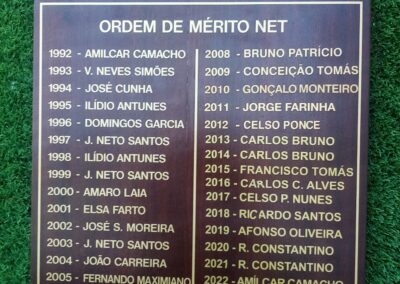 ORDEM DE MÉRITO NET
1992 - AMILCAR CAMACHO
1993 - V. NEVES SIMÕES
1994 - JOSÉ CUNHA
1995 - ILÍDIO ANTUNES
1996 - DOMINGOS GARCIA
1997 - J. NETO SANTOS
1998 - ILÍDIO ANTUNES
1999 - J. NETO SANTOS
2000 - AMARO LAIA
2001 - ELSA FARTO
2002 - JOSÉ S. MOREIRA
2003 - J. NETO SANTOS
2004 - JOÃO CARREIRA
2005 - FERNANDO MAXIMIANO
2008 - BRUNO PATRÍCIO
2009 - CONCEIÇÃO TOMÁS
2010 - GONÇALO MONTEIRO
2011 - JORGE FARINHA
2012 - CELSO PONCE
2013 - CARLOS BRUNO
2014 - CARLOS BRUNO
2015 - FRANCISCO TOMÁS
2016 - CARLOS C. ALVES
2017 - CELSO P. NUNES
2018 - RICARDO SANTOS
2019 - AFONSO OLIVEIRA
2020 - R. CONSTANTINO
2021 - R. CONSTANTINO
2022 - AMÍLCAR CAMACHO